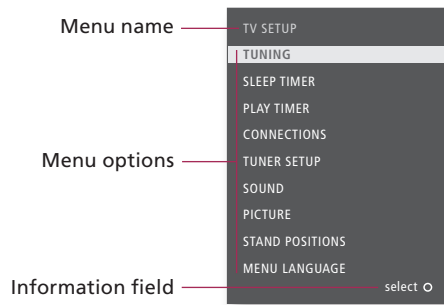 Menu name
TV SETUP
TUNING
SLEEP TIMER
PLAY TIMER
CONNECTIONS
Menu options
TUNER SETUP
SOUND
PICTURE
STAND POSITIONS
MENU LANGUAGE
Information field
select